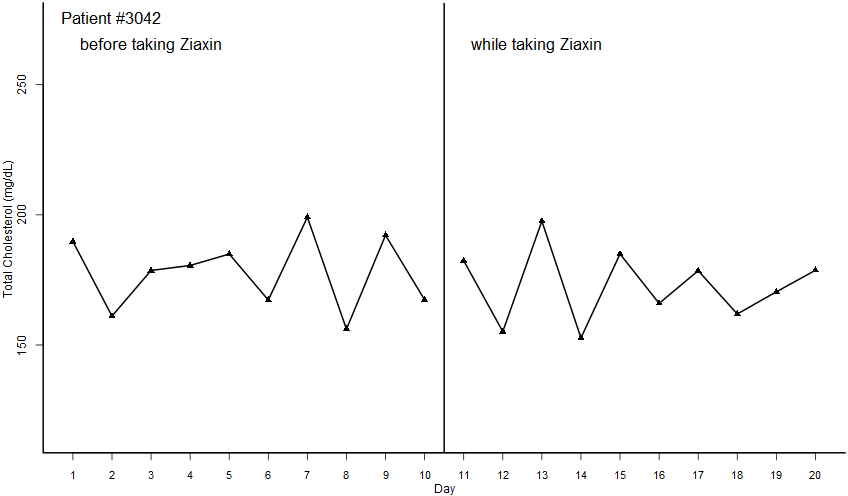 Patient #3042
before taking Ziaxin
while taking Ziaxin
Total Cholesterol (mg/dL)
250
200
150
1 2 3 4 5 6 7 8 9 10 11 12 13 14 15 16 17 18 19 20
Day